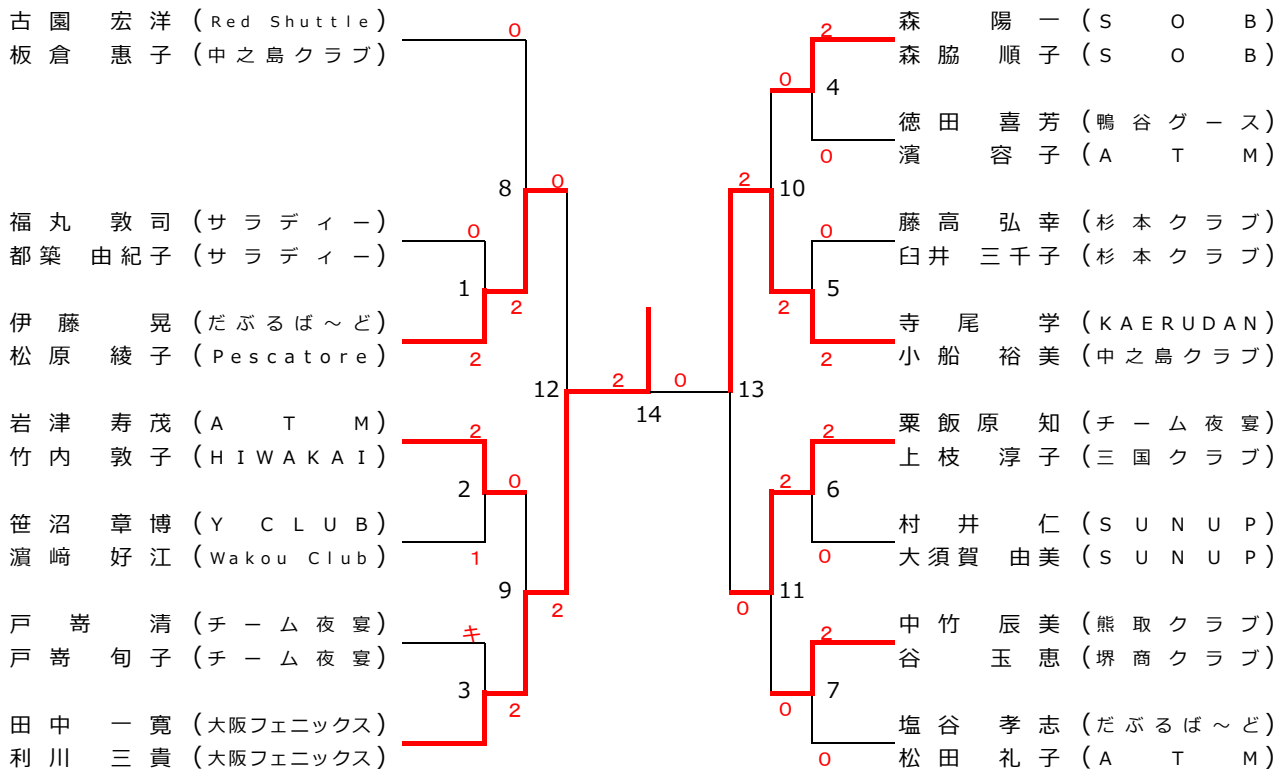 古園 宏洋 (Red Shuttle)
板倉 惠子 (中之島クラブ)
0
8
0
福丸 敦司 (サラディー)
都築 由紀子 (サラディー)
0
1
2
伊藤 晃 (だぶるば～ど)
松原 綾子 (Pescatore)
2
12
2
岩津 寿茂 (ATM)
竹内 敦子 (HIWAKAI)
2
2
0
笹沼 章博 (Y CLUB)
濵﨑 好江 (Wakou Club)
1
9
2
戸嵜 清 (チーム夜宴)
戸嵜 旬子 (チーム夜宴)
キ
3
2
田中 一寛 (大阪フェニックス)
利川 三貴 (大阪フェニックス)
14
0
森 陽一 (SOB)
森脇 順子 (SOB)
2
0
4
徳田 喜芳 (鴨谷グース)
濱 容子 (ATM)
0
2
10
藤高 弘幸 (杉本クラブ)
臼井 三千子 (杉本クラブ)
0
5
2
寺尾 学 (KAERUDAN)
小船 裕美 (中之島クラブ)
2
13
粟飯原 知 (チーム夜宴)
上枝 淳子 (三国クラブ)
2
2
6
村井 仁 (SUNUP)
大須賀 由美 (SUNUP)
0
0
11
中竹 辰美 (熊取クラブ)
谷 玉恵 (堺商クラブ)
2
7
0
塩谷 孝志 (だぶるば～ど)
松田 礼子 (ATM)
0